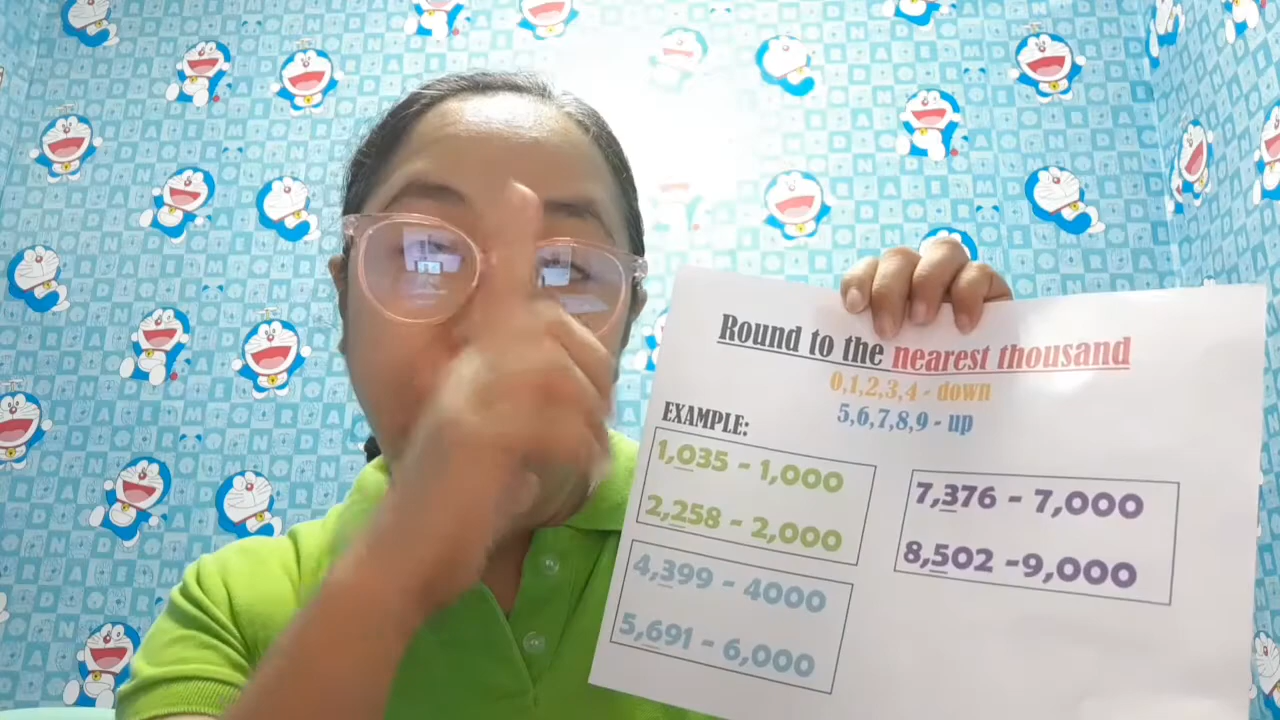 Round to the nearest thousand
0,1,2,3,4 - down
5,6,7,8,9 - up
EXAMPLE:
1,035 - 1,000
2,258 - 2,000
4,399 - 4000
5,691 - 6,000
7,376 - 7,000
8,502 -9,000